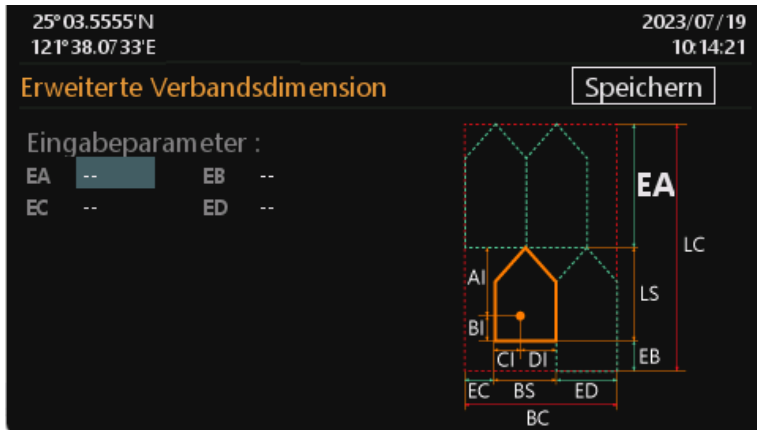 25°03.5555'N
2023/07/19
121°38.0733'E
10:14:21
Erweiterte Verbandsdimension
Speichern
Eingabeparameter :
EA -- EB --
EC -- ED --
EA
LC
AI
LS
BI
CI DI
EB
EC BS ED
BC